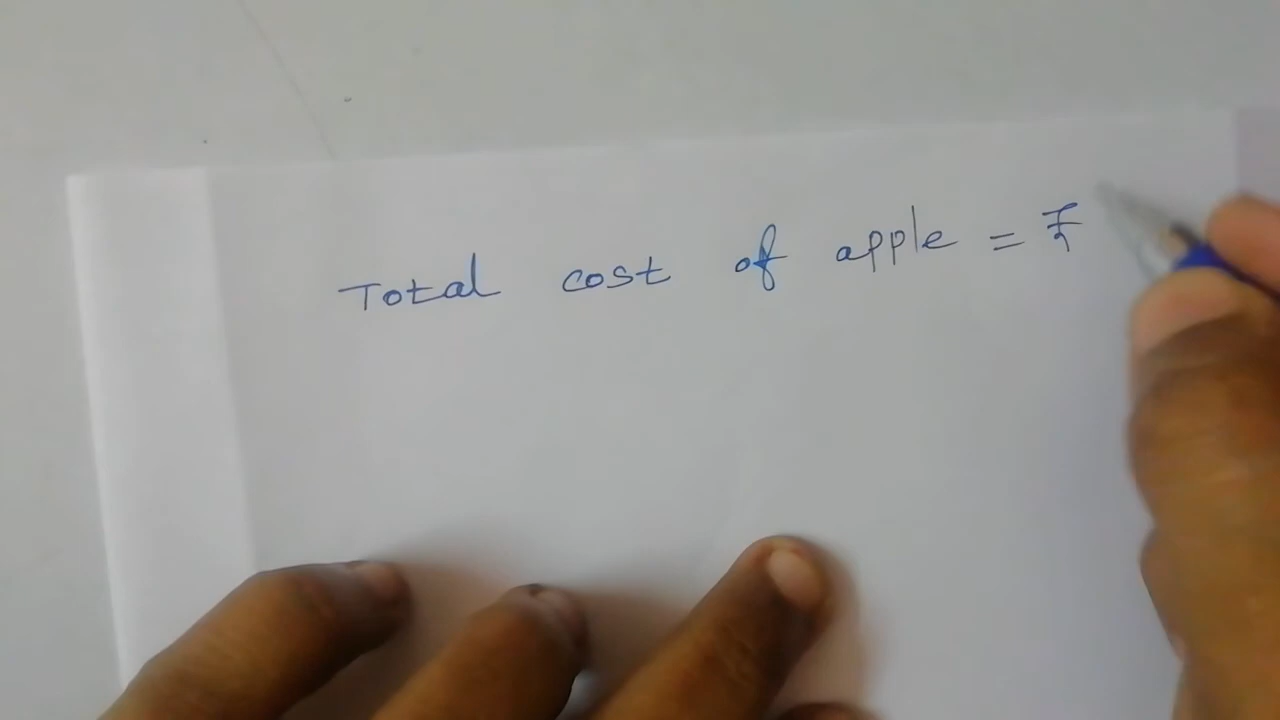 Total cost of apple = ₹